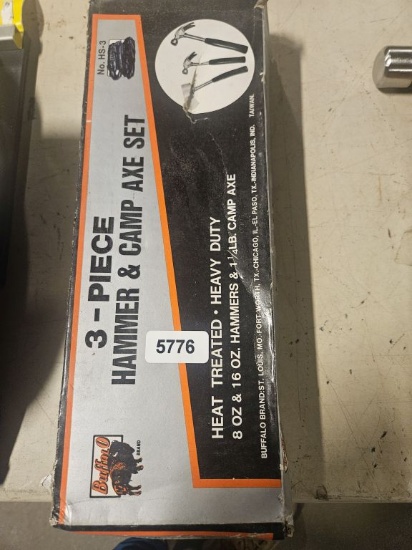 No. HS-3
3-PIECE
HAMMER & CAMP AXE SET
5776
HEAT TREATED • HEAVY DUTY
8 OZ & 16 OZ. HAMMERS & 1¼LB. CAMP AXE
BUFFALO BRAND:ST. LOUIS, MO. FORT WORTH, TX.-CHICAGO, IL.-EL PASO, TX.-INDIANAPOLIS, IND. TAIWAN.
Buffalo
BRAND